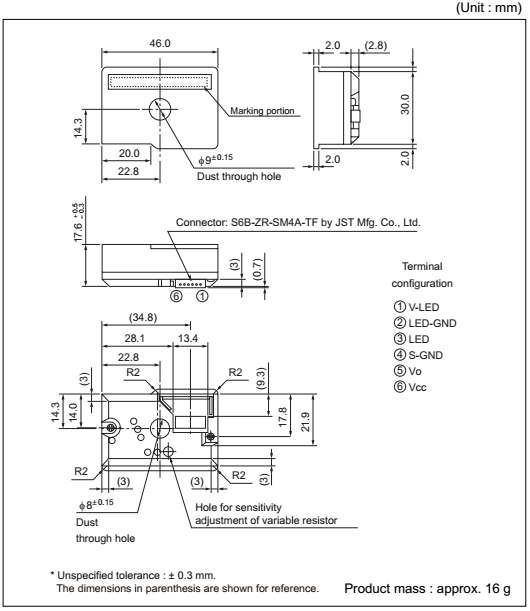 (Unit : mm)
46.0
2.0
(2.8)
Marking portion
14.3
30.0
20.0
22.8
φ9±0.15
Dust through hole
2.0
2.0
17.6 +0.5 -0.3
Connector: S6B-ZR-SM4A-TF by JST Mfg. Co., Ltd.
(3)
(0.7)
⑥ ①
Terminal
configuration
① V-LED
② LED-GND
③ LED
④ S-GND
⑤ Vo
⑥ Vcc
(34.8)
28.1
13.4
22.8
(3)
R2
R2
(9.3)
14.3
14.0
17.8
21.9
R2
R2
(3)
(3)
(3)
φ8±0.15
Dust
through hole
Hole for sensitivity
adjustment of variable resistor
* Unspecified tolerance : ± 0.3 mm.
The dimensions in parenthesis are shown for reference.
Product mass : approx. 16 g